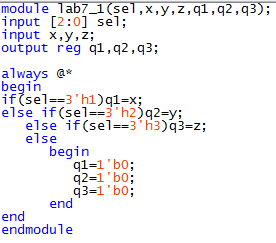 module lab7_1(sel,x,y,z,q1,q2,q3);
input [2:0] sel;
input x,y,z;
output reg q1,q2,q3;

always @*
begin
if(sel==3'h1)q1=x;
else if(sel==3'h2)q2=y;
   else if(sel==3'h3)q3=z;
   else
      begin
         q1=1'b0;
         q2=1'b0;
         q3=1'b0;
      end
end
endmodule